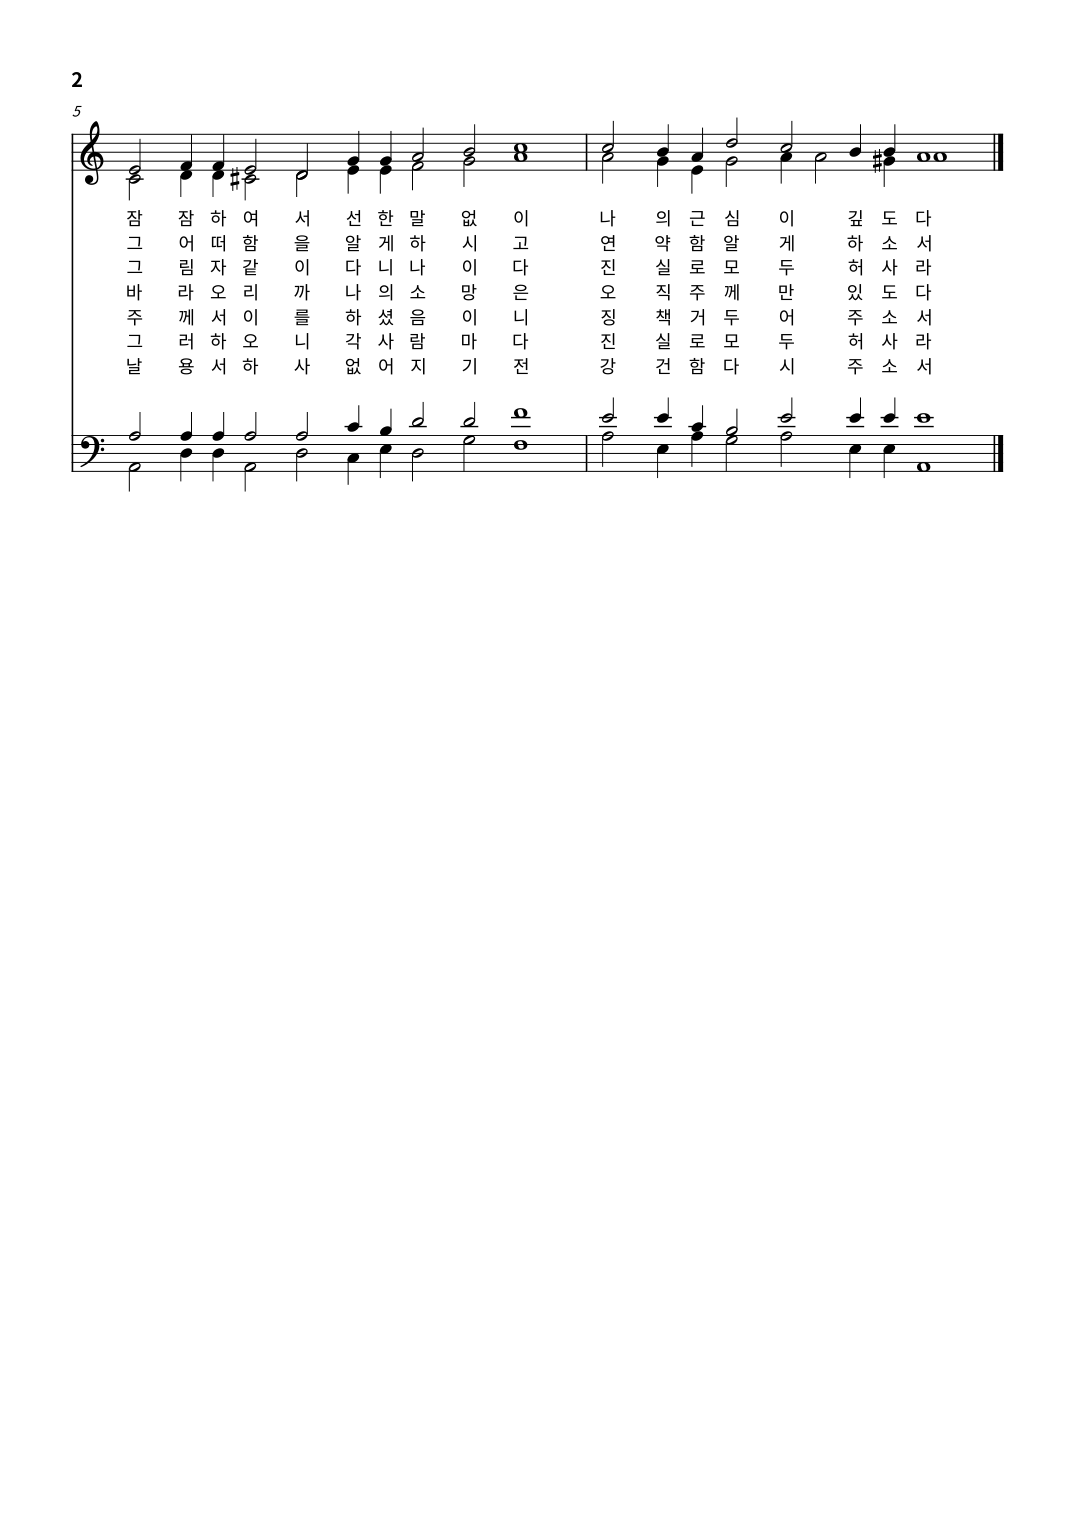 2
5
잠 잠 하 여 서 선 한 말 없 이 나 의 근 심 이 깊 도 다
그 어 떠 함 을 알 게 하 시 고 연 약 함 알 게 하 소 서
그 림 자 같 이 다 니 나 이 다 진 실 로 모 두 허 사 라
바 라 오 리 까 나 의 소 망 은 오 직 주 께 만 있 도 다
주 께 서 이 를 하 셨 음 이 니 징 책 거 두 어 주 소 서
그 러 하 오 니 각 사 람 마 다 진 실 로 모 두 허 사 라
날 용 서 하 사 없 어 지 기 전 강 건 함 다 시 주 소 서